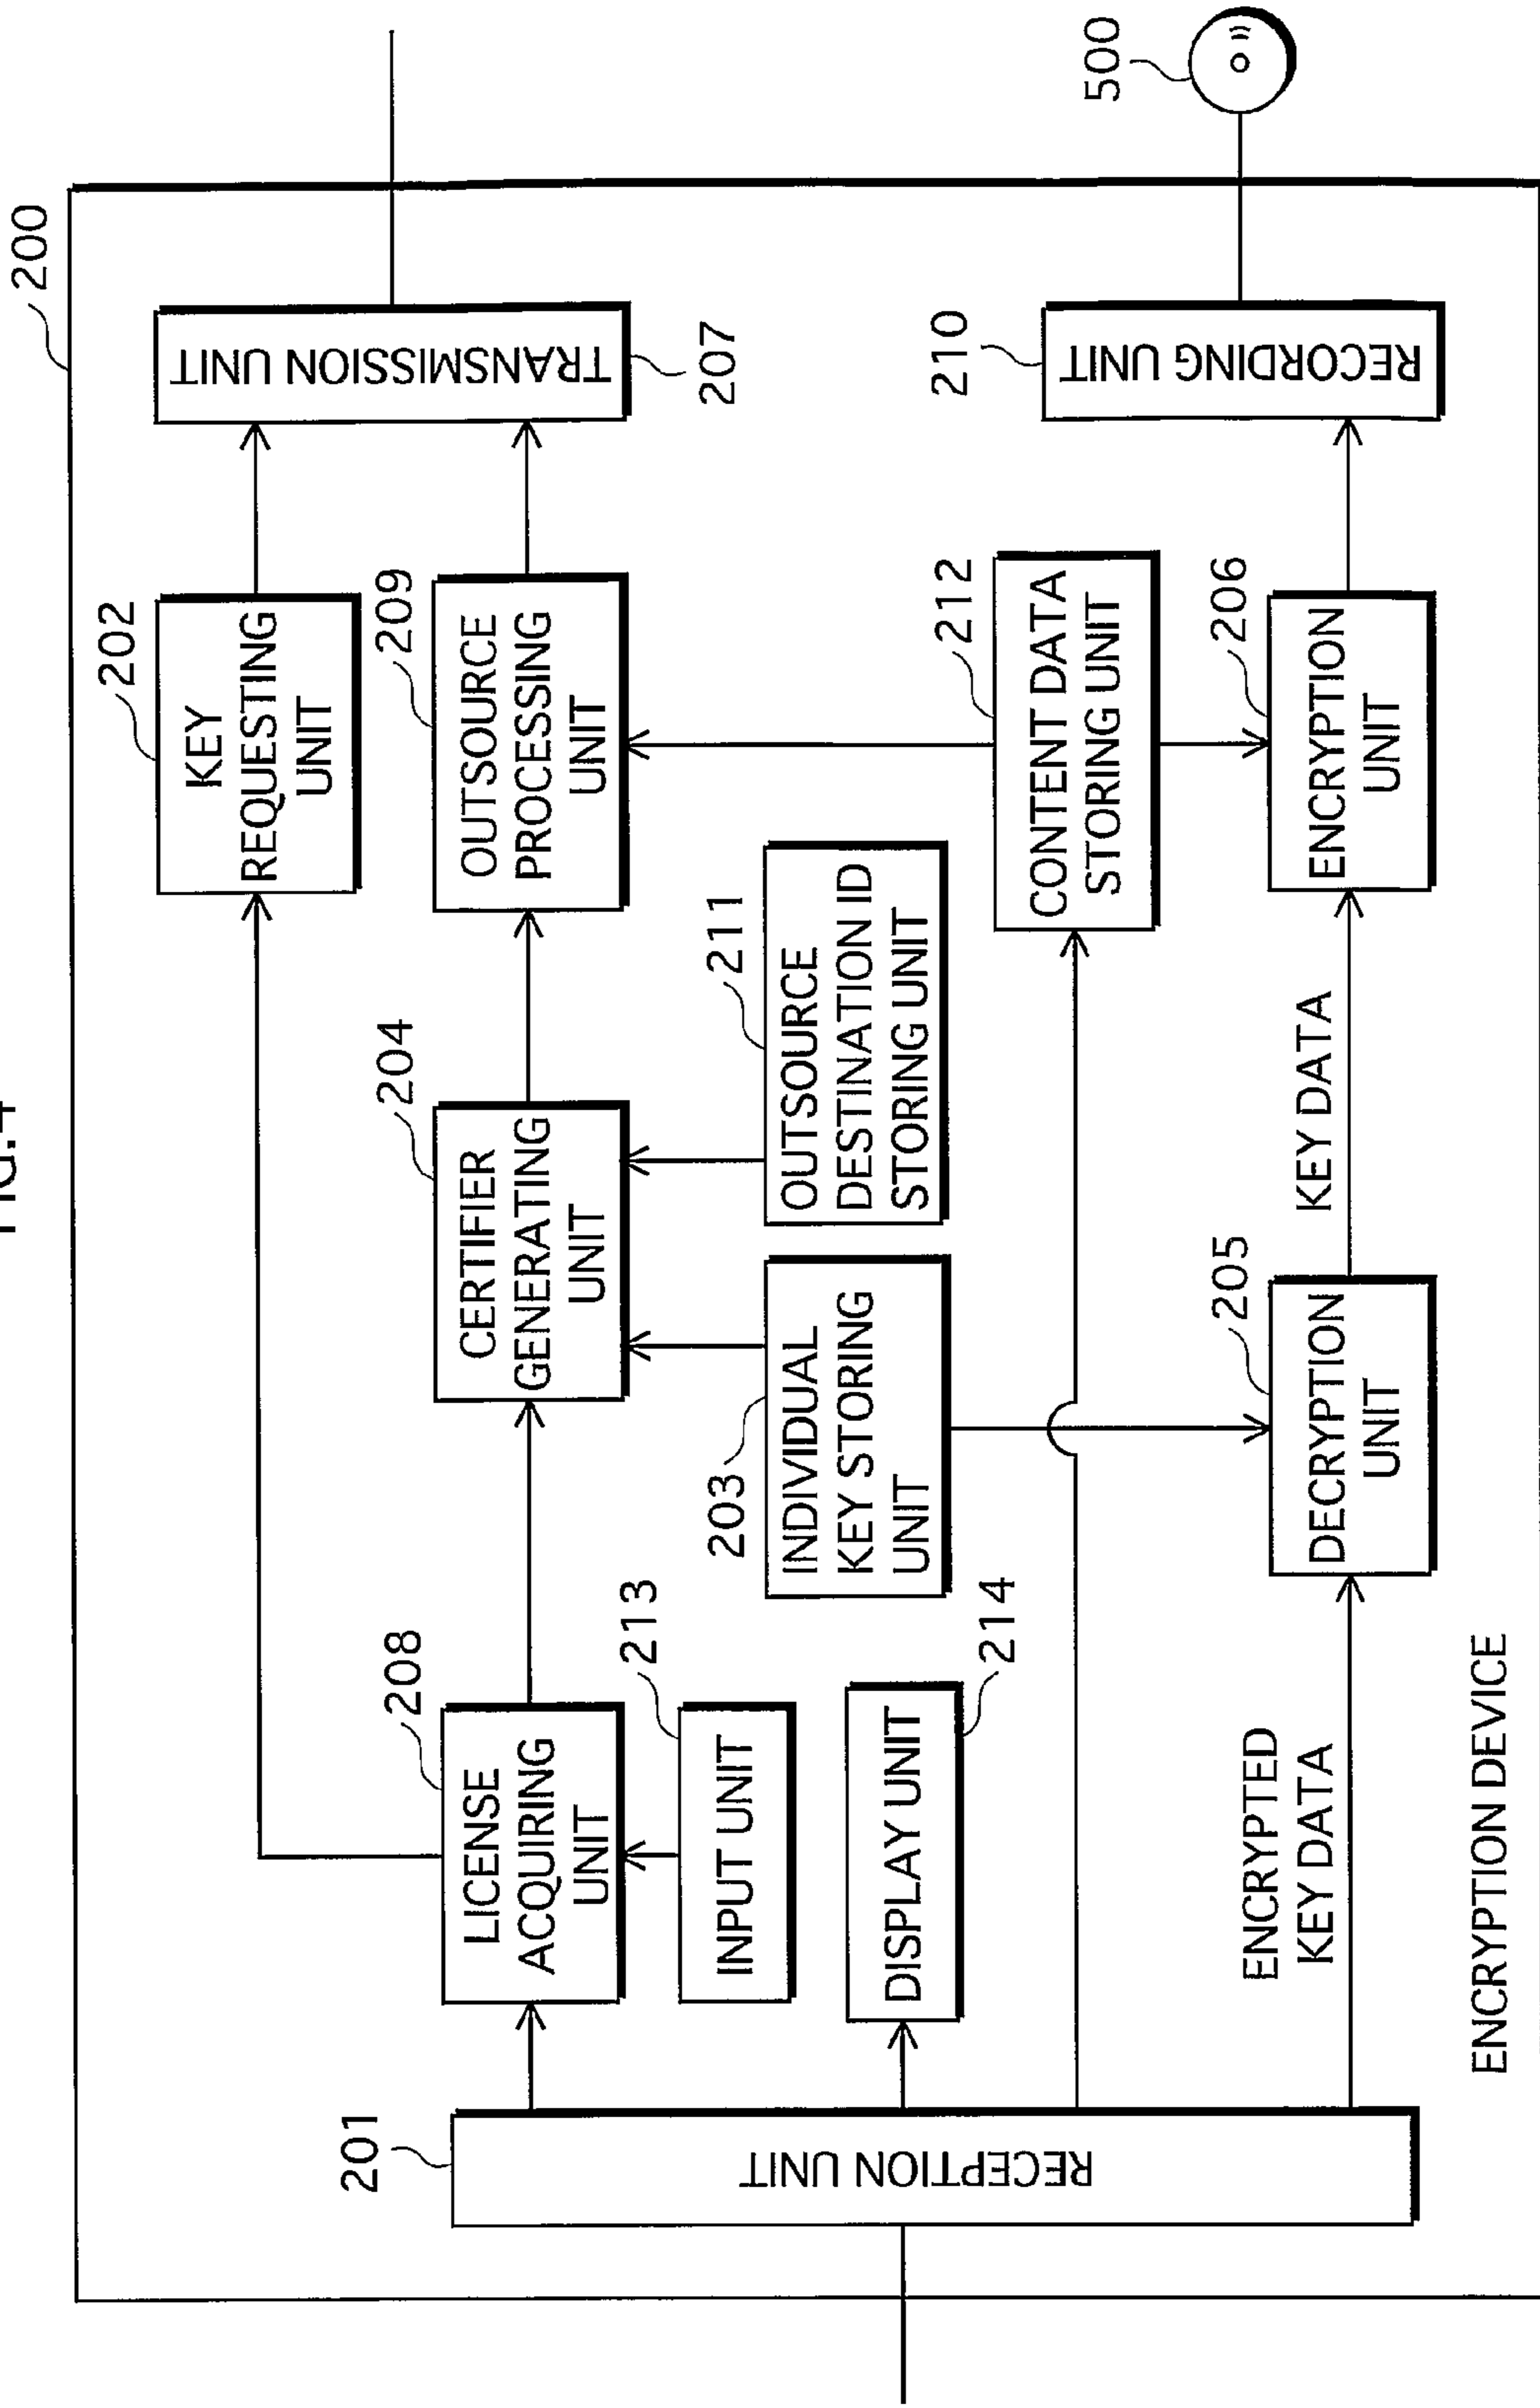 FIG.4
200
202
KEY
REQUESTING
UNIT
TRANSMISSION UNIT
207
208
LICENSE
ACQUIRING
UNIT
204
CERTIFIER
GENERATING
UNIT
209
OUTSOURCE
PROCESSING
UNIT
201
RECEPTION UNIT
213
INPUT UNIT
203
INDIVIDUAL
KEY STORING
UNIT
211
OUTSOURCE
DESTINATION ID
STORING UNIT
DISPLAY UNIT
214
212
CONTENT DATA
STORING UNIT
210
RECORDING UNIT
500
ENCRYPTED
KEY DATA
205
DECRYPTION
UNIT
KEY DATA
206
ENCRYPTION
UNIT
ENCRYPTION DEVICE